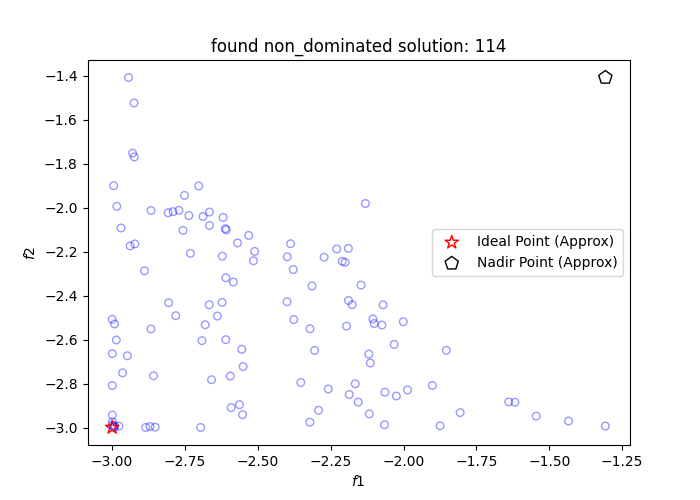 found non_dominated solution: 114
−1.4
−1.6
−1.8
−2.0
−2.2
−2.4
−2.6
−2.8
−3.0
f2
Ideal Point (Approx)
Nadir Point (Approx)
−3.00 −2.75 −2.50 −2.25 −2.00 −1.75 −1.50 −1.25
f1